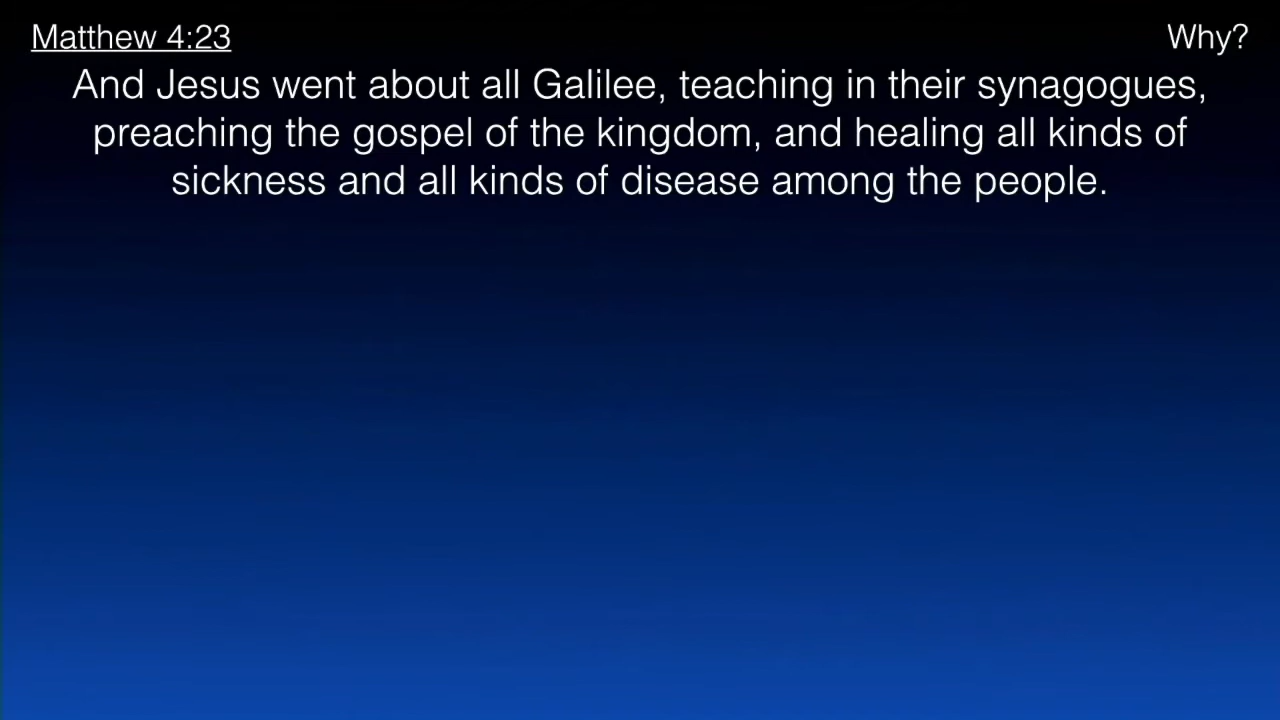 Matthew 4:23
Why?
And Jesus went about all Galilee, teaching in their synagogues,
preaching the gospel of the kingdom, and healing all kinds of
sickness and all kinds of disease among the people.